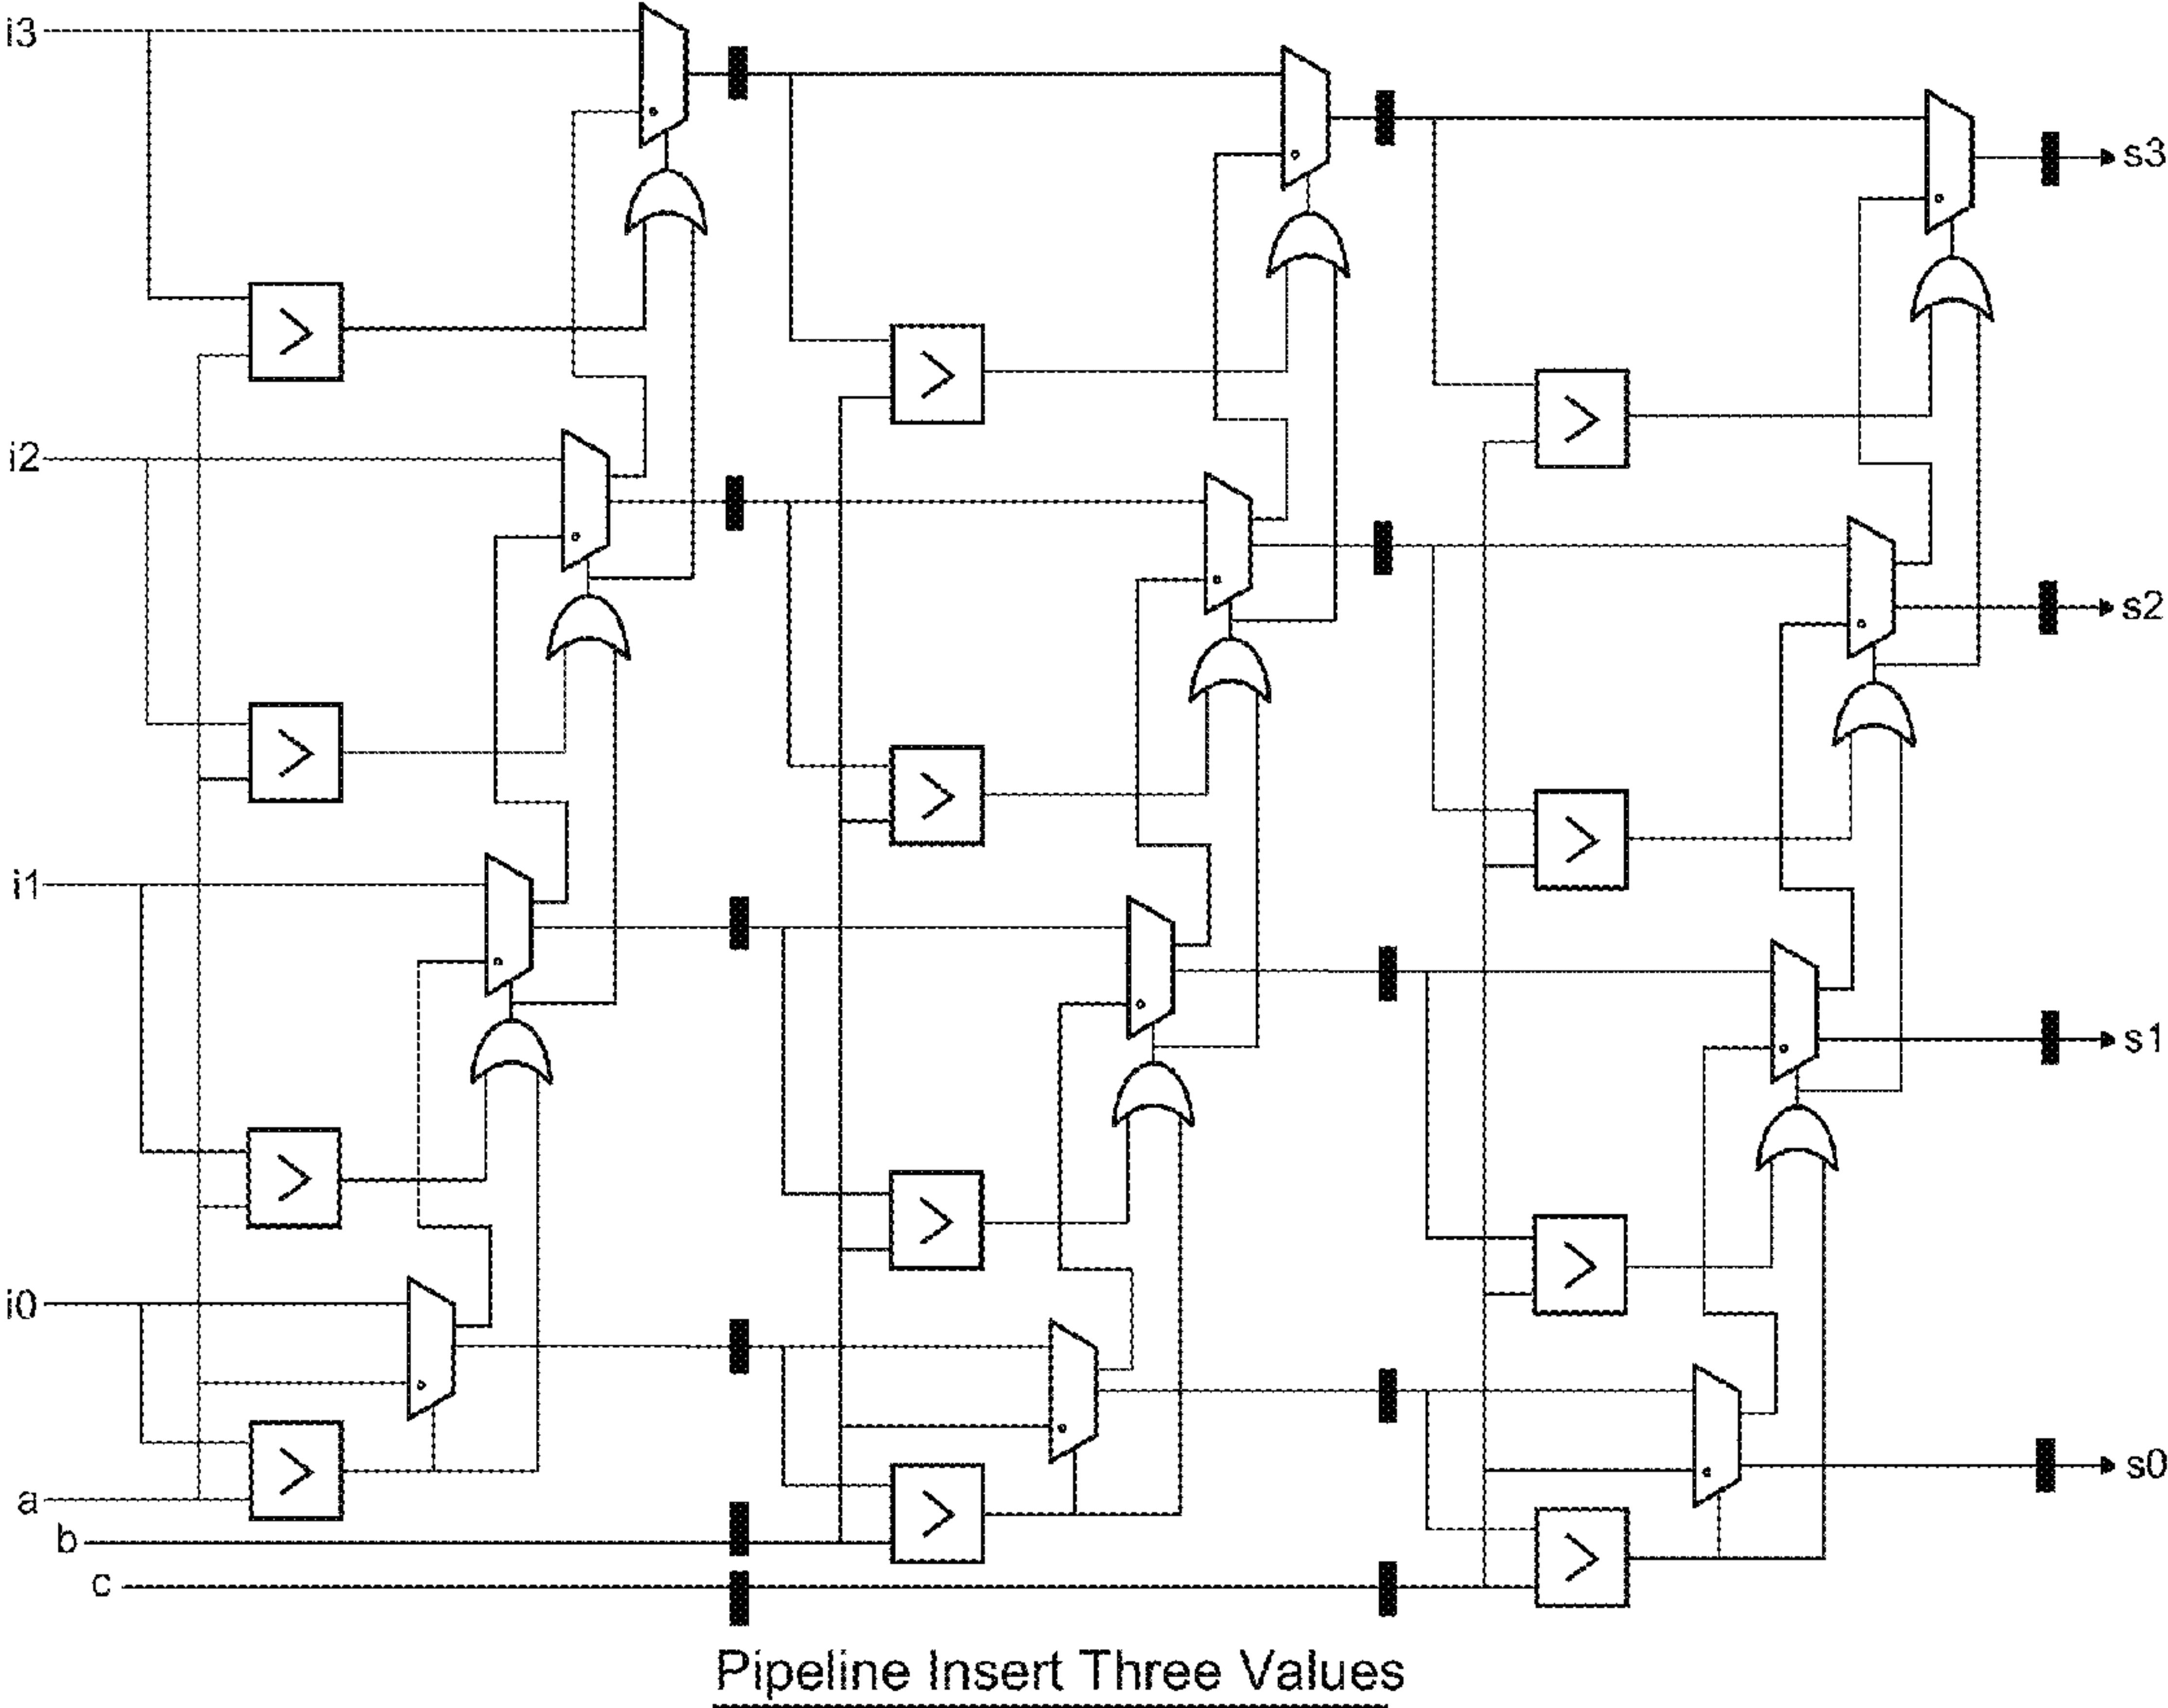 i3
s3
>
>
>
i2
s2
>
>
>
i1
s1
>
>
>
i0
s0
>
>
>
a
b
c
Pipeline Insert Three Values